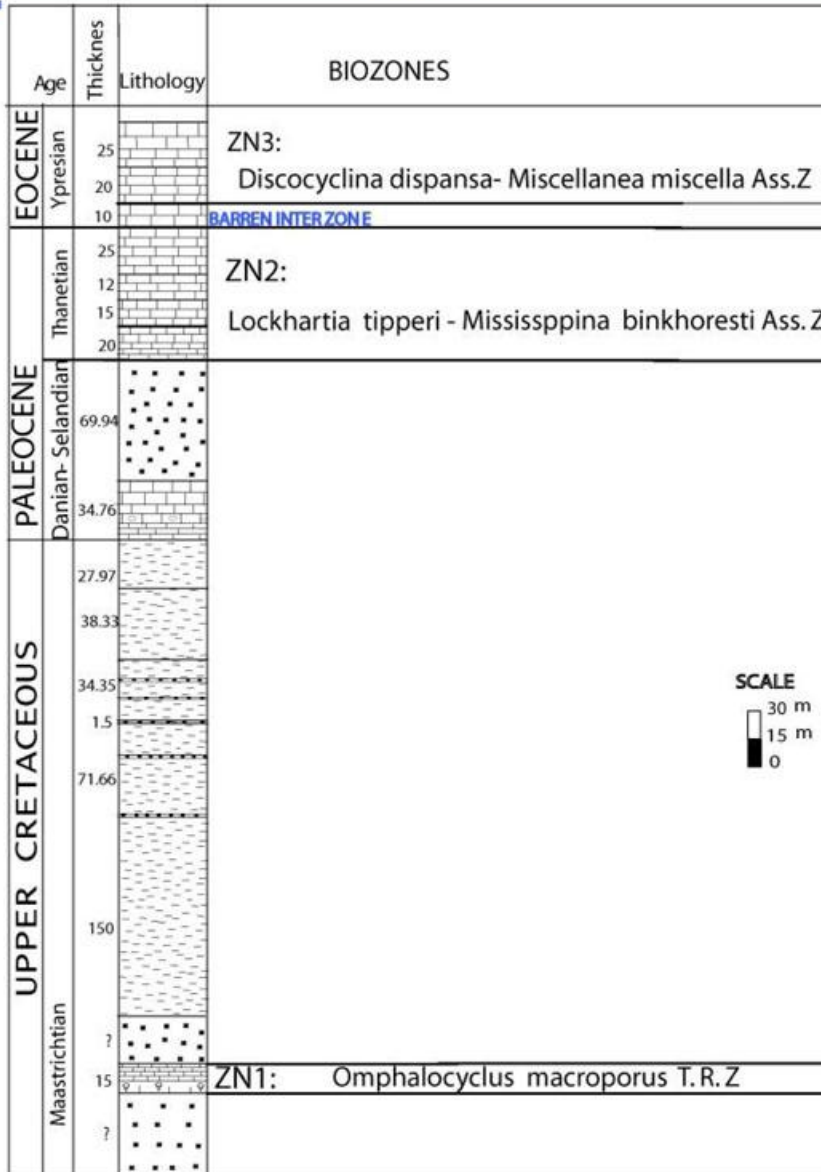 Age
Thicknes
Lithology
BIOZONES
EOCENE
Ypresian
25
20
10
ZN3:
Discocyclina dispansa- Miscellanea miscella Ass.Z
BARREN INTER ZONE
PALEOCENE
Thanetian
25
12
15
20
ZN2:
Lockhartia tipperi - Mississppina binkhoresti Ass. Z
Danian- Selandian
69.94
34.76
UPPER CRETACEOUS
27.97
38.33
34.35
1.5
71.66
150
SCALE
30 m
15 m
0
Maastrichtian
?
15
ZN1: Omphalocyclus macroporus T. R. Z
?